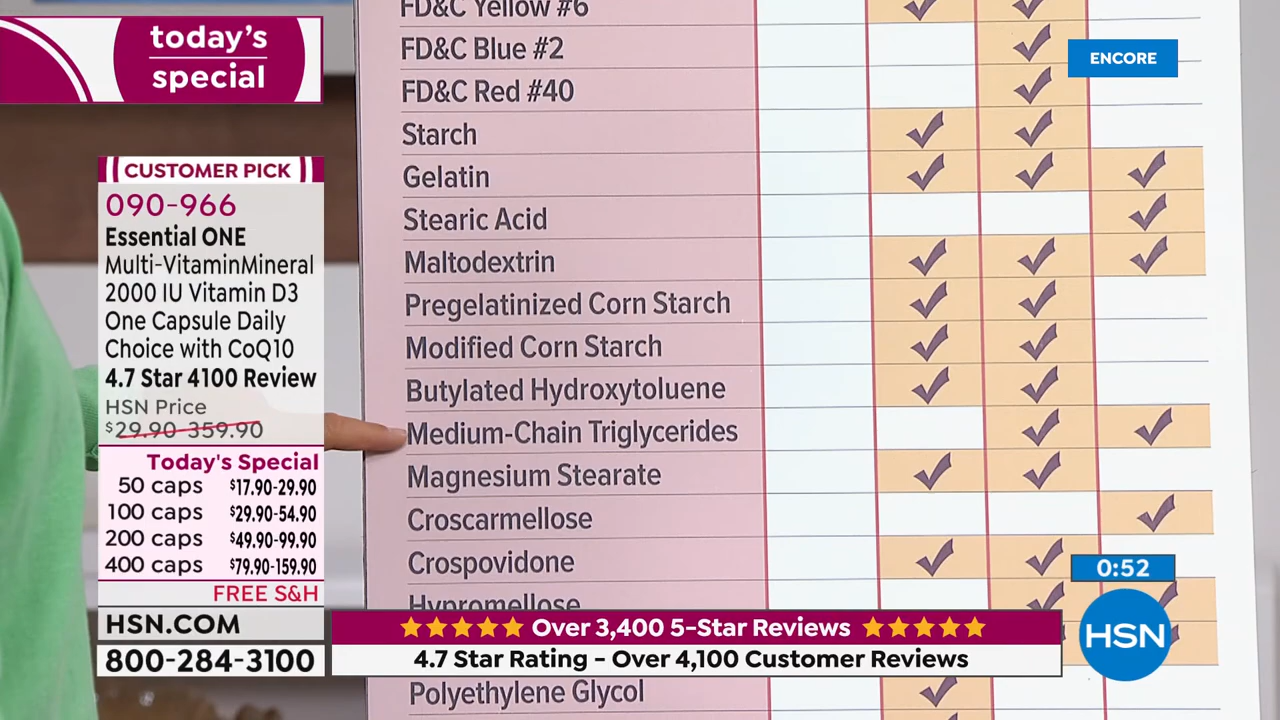 today's
special
ENCORE
CUSTOMER PICK
090-966
Essential ONE
Multi-VitaminMineral
2000 IU Vitamin D3
One Capsule Daily
Choice with CoQ10
4.7 Star 4100 Review
HSN Price
$29.90-359.90
Today's Special
50 caps $17.90-29.90
100 caps $29.90-54.90
200 caps $49.90-99.90
400 caps $79.90-159.90
FREE S&H
HSN.COM
800-284-3100
FD&C Yellow #6
FD&C Blue #2
FD&C Red #40
Starch
Gelatin
Stearic Acid
Maltodextrin
Pregelatinized Corn Starch
Modified Corn Starch
Butylated Hydroxytoluene
Medium-Chain Triglycerides
Magnesium Stearate
Croscarmellose
Crospovidone
Hypromellose
Polyethylene Glycol
0:52
HSN
Over 3,400 5-Star Reviews
4.7 Star Rating - Over 4,100 Customer Reviews